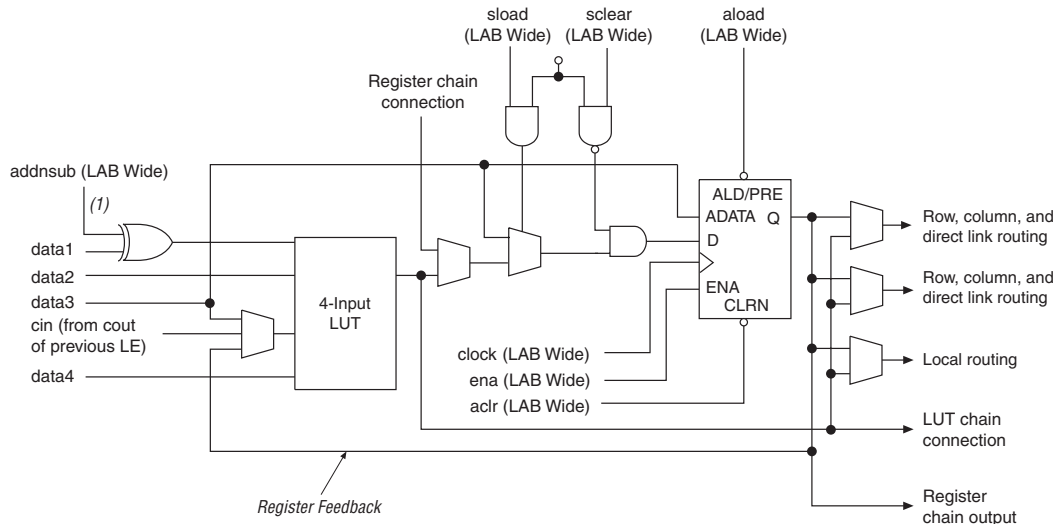 sload
(LAB Wide)
sclear
(LAB Wide)
aload
(LAB Wide)
Register chain
connection
addnsub (LAB Wide)
(1)
data1
data2
data3
cin (from cout
of previous LE)
data4
4-Input
LUT
ALD/PRE
ADATA Q
D
ENA
CLRN
clock (LAB Wide)
ena (LAB Wide)
aclr (LAB Wide)
Row, column, and
direct link routing
Row, column, and
direct link routing
Local routing
LUT chain
connection
Register
chain output
Register Feedback